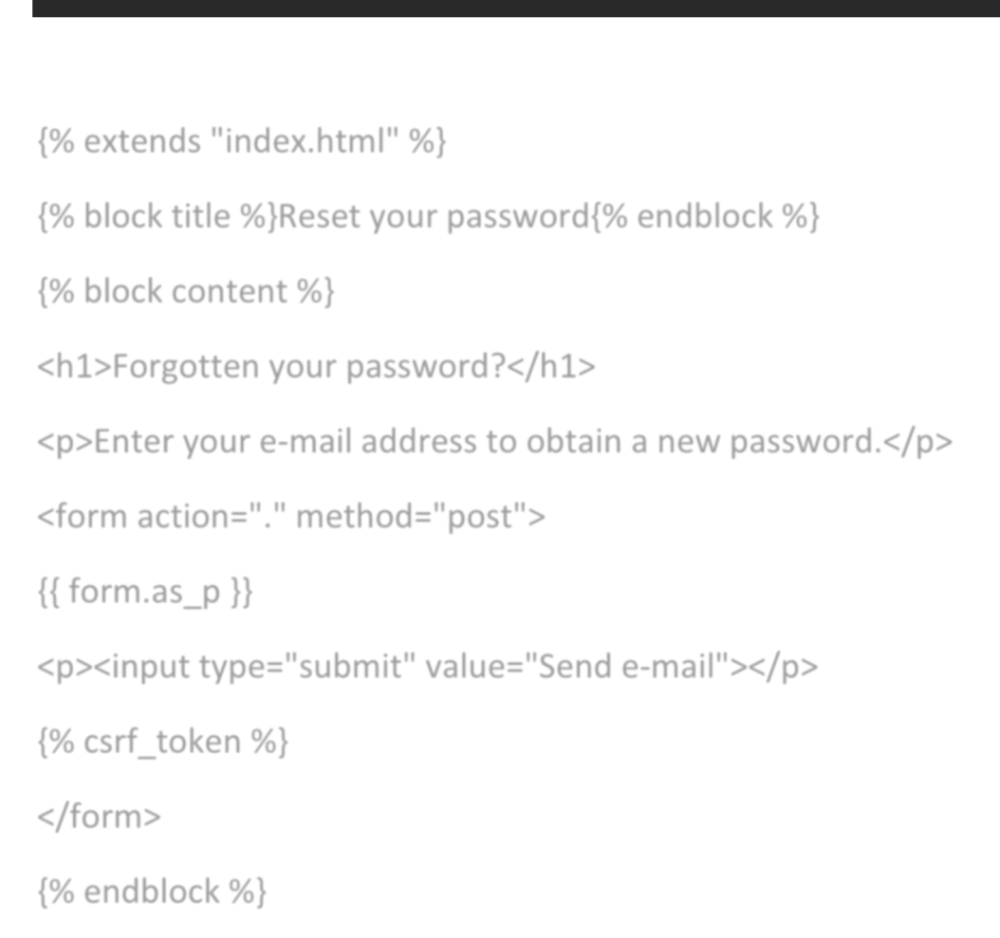 {% extends "index.html" %}
{% block title %}Reset your password{% endblock %}
{% block content %}
<h1>Forgotten your password?</h1>
<p>Enter your e-mail address to obtain a new password.</p>
<form action="." method="post">
{{ form.as_p }}
<p><input type="submit" value="Send e-mail"></p>
{% csrf_token %}
</form>
{% endblock %}